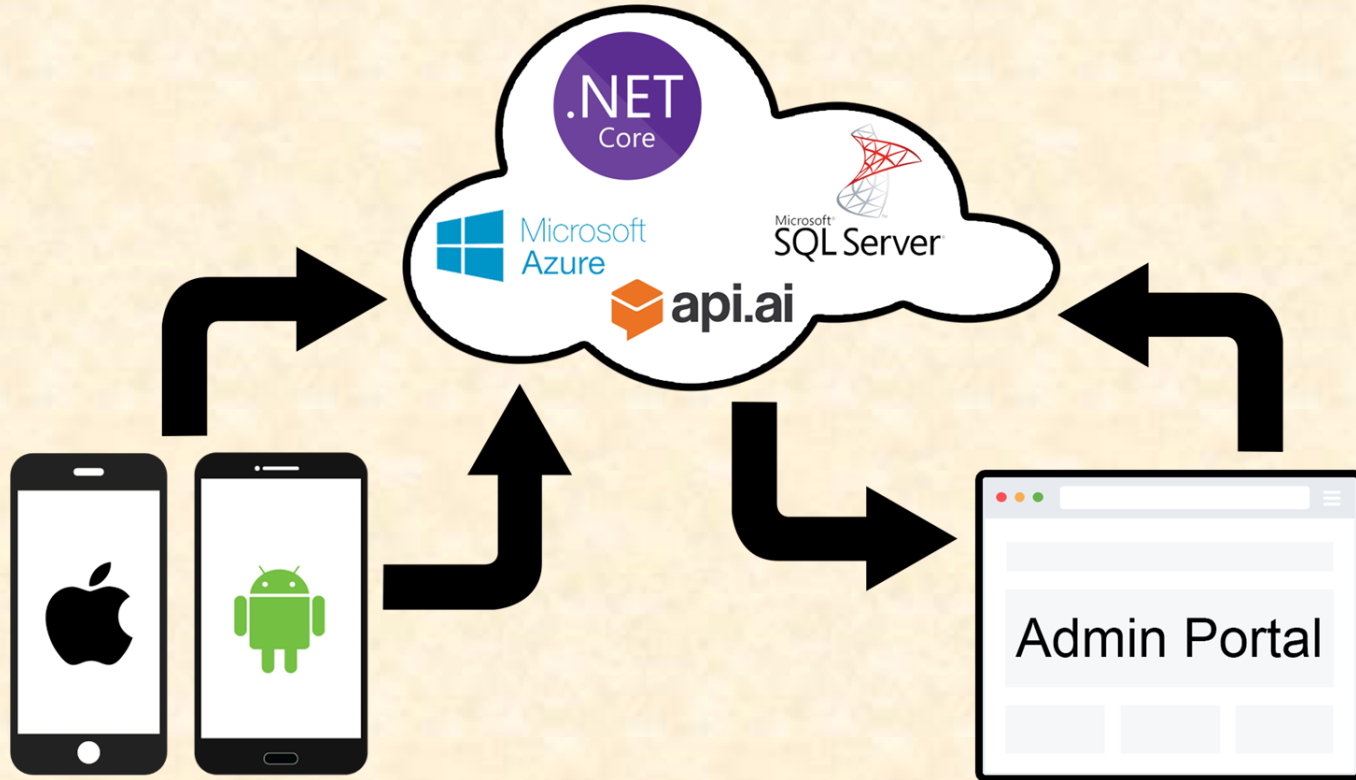 .NET
Core
Microsoft
Azure
Microsoft
SQL Server
api.ai
Admin Portal